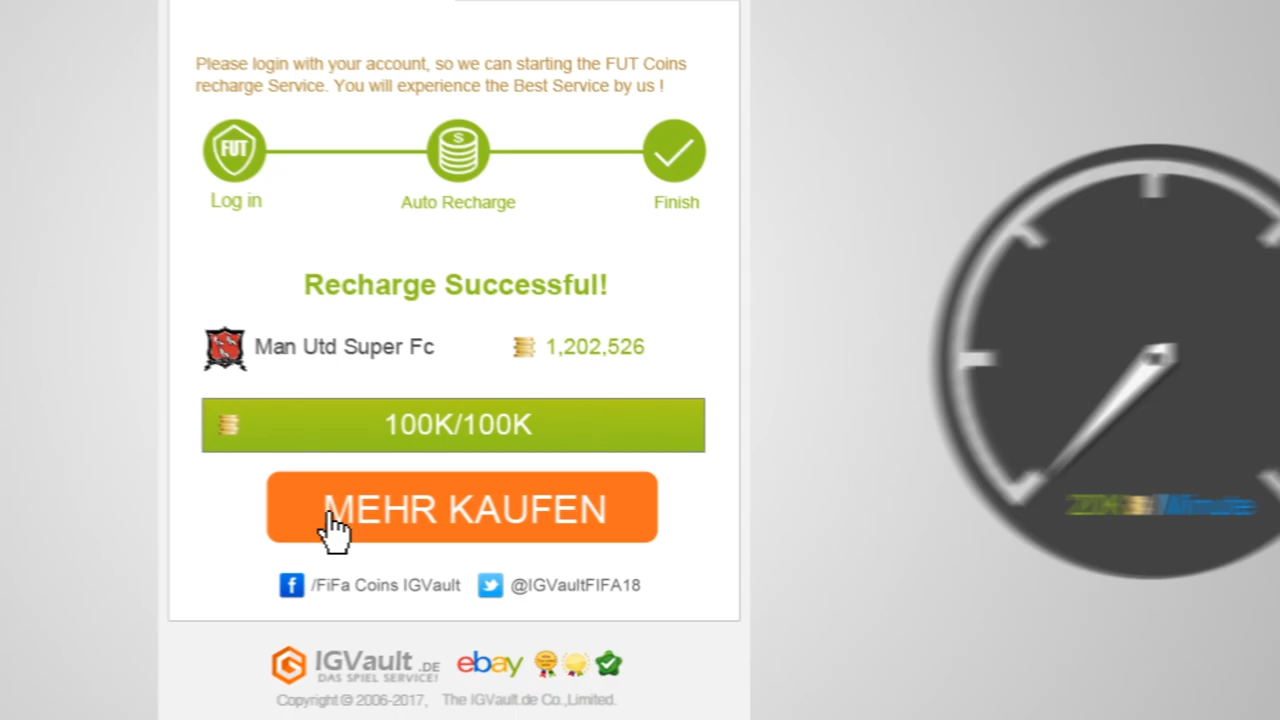 Please login with your account, so we can starting the FUT Coins
recharge Service. You will experience the Best Service by us !
FUT
$
Log in
Auto Recharge
Finish
Recharge Successful!
Man Utd Super Fc
1,202,526
100K/100K
MEHR KAUFEN
/FiFa Coins IGVault
@IGVaultFIFA18
IGVault.DE
DAS SPIEL SERVICE!
ebay
Copyright © 2006-2017, The IGVault.de Co.,Limited.